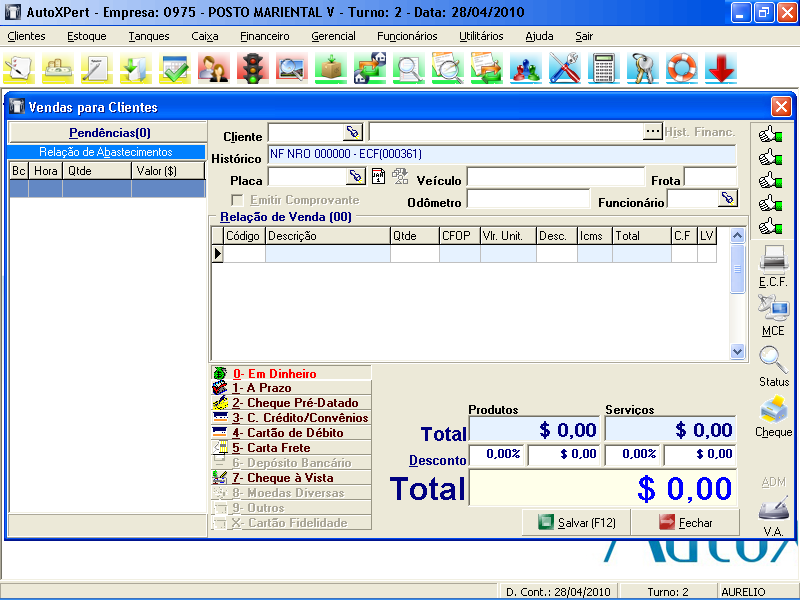 AutoXPert - Empresa: 0975 - POSTO MARIENTAL V - Turno: 2 - Data: 28/04/2010
Clientes Estoque Tanques Caixa Financeiro Gerencial Funcionários Utilitários Ajuda Sair
Vendas para Clientes
Pendências(0)
Relação de Abastecimentos
Bc Hora Qtde Valor ($)
Cliente ... Hist. Financ.
Histórico NF NRO 000000 - ECF(000361)
Placa JAN 1 Veículo Frota
Emitir Comprovante Odômetro Funcionário
Relação de Venda (00)
Código Descrição Qtde CFOP Vlr. Unit. Desc. Icms Total C.F LV
E.C.F.
MCE
Status
Cheque
ADM
V.A.
0- Em Dinheiro
1- A Prazo
2- Cheque Pré-Datado
3- C. Crédito/Convênios
4- Cartão de Débito
5- Carta Frete
6- Depósito Bancário
7- Cheque à Vista
8- Moedas Diversas
9- Outros
X- Cartão Fidelidade
Produtos Serviços
Total $ 0,00 $ 0,00
Desconto 0,00% $ 0,00 0,00% $ 0,00
Total $ 0,00
Salvar (F12) Fechar
AutoX
D. Cont.: 28/04/2010 Turno: 2 AURELIO